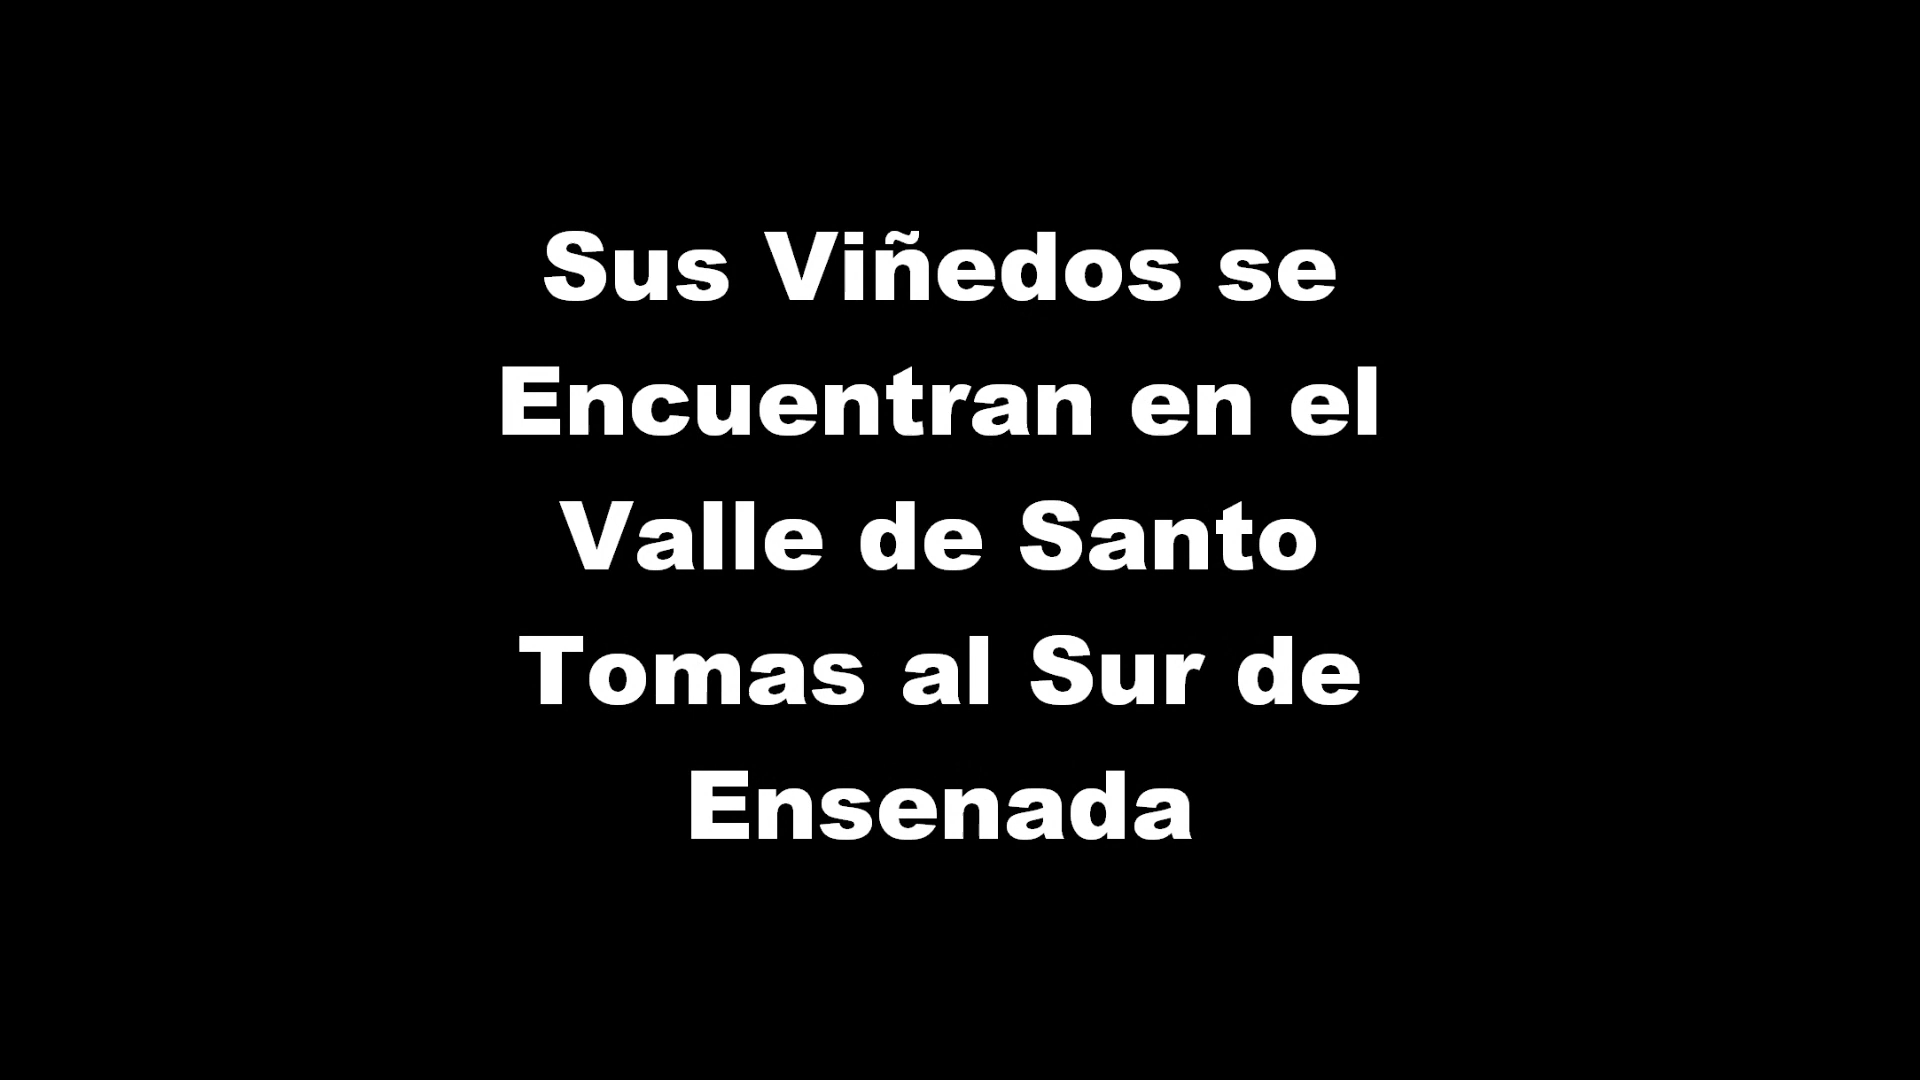 Sus Viñedos se
Encuentran en el
Valle de Santo
Tomas al Sur de
Ensenada